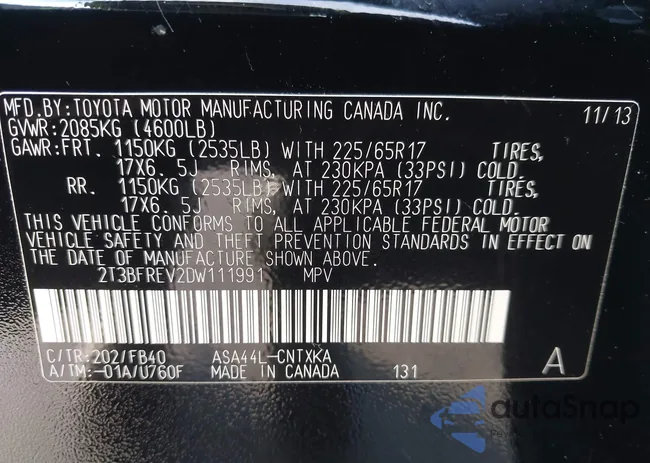 MFD.BY:TOYOTA MOTOR MANUFACTURING CANADA INC. 11/13
GVWR:2085KG (4600LB)
GAWR:FRT. 1150KG (2535LB) WITH 225/65R17 TIRES,
17X6. 5J RIMS, AT 230KPA (33PSI) COLD.
RR. 1150KG (2535LB) WITH 225/65R17 TIRES,
17X6. 5J RIMS, AT 230KPA (33PSI) COLD.
THIS VEHICLE CONFORMS TO ALL APPLICABLE FEDERAL MOTOR
VEHICLE SAFETY AND THEFT PREVENTION STANDARDS IN EFFECT ON
THE DATE OF MANUFACTURE SHOWN ABOVE.
2T3BFREV2DW111991 MPV
C/TR:202/FB40 ASA44L-CNTXKA A
A/TM:-01A/U760F MADE IN CANADA 131
autoSnap